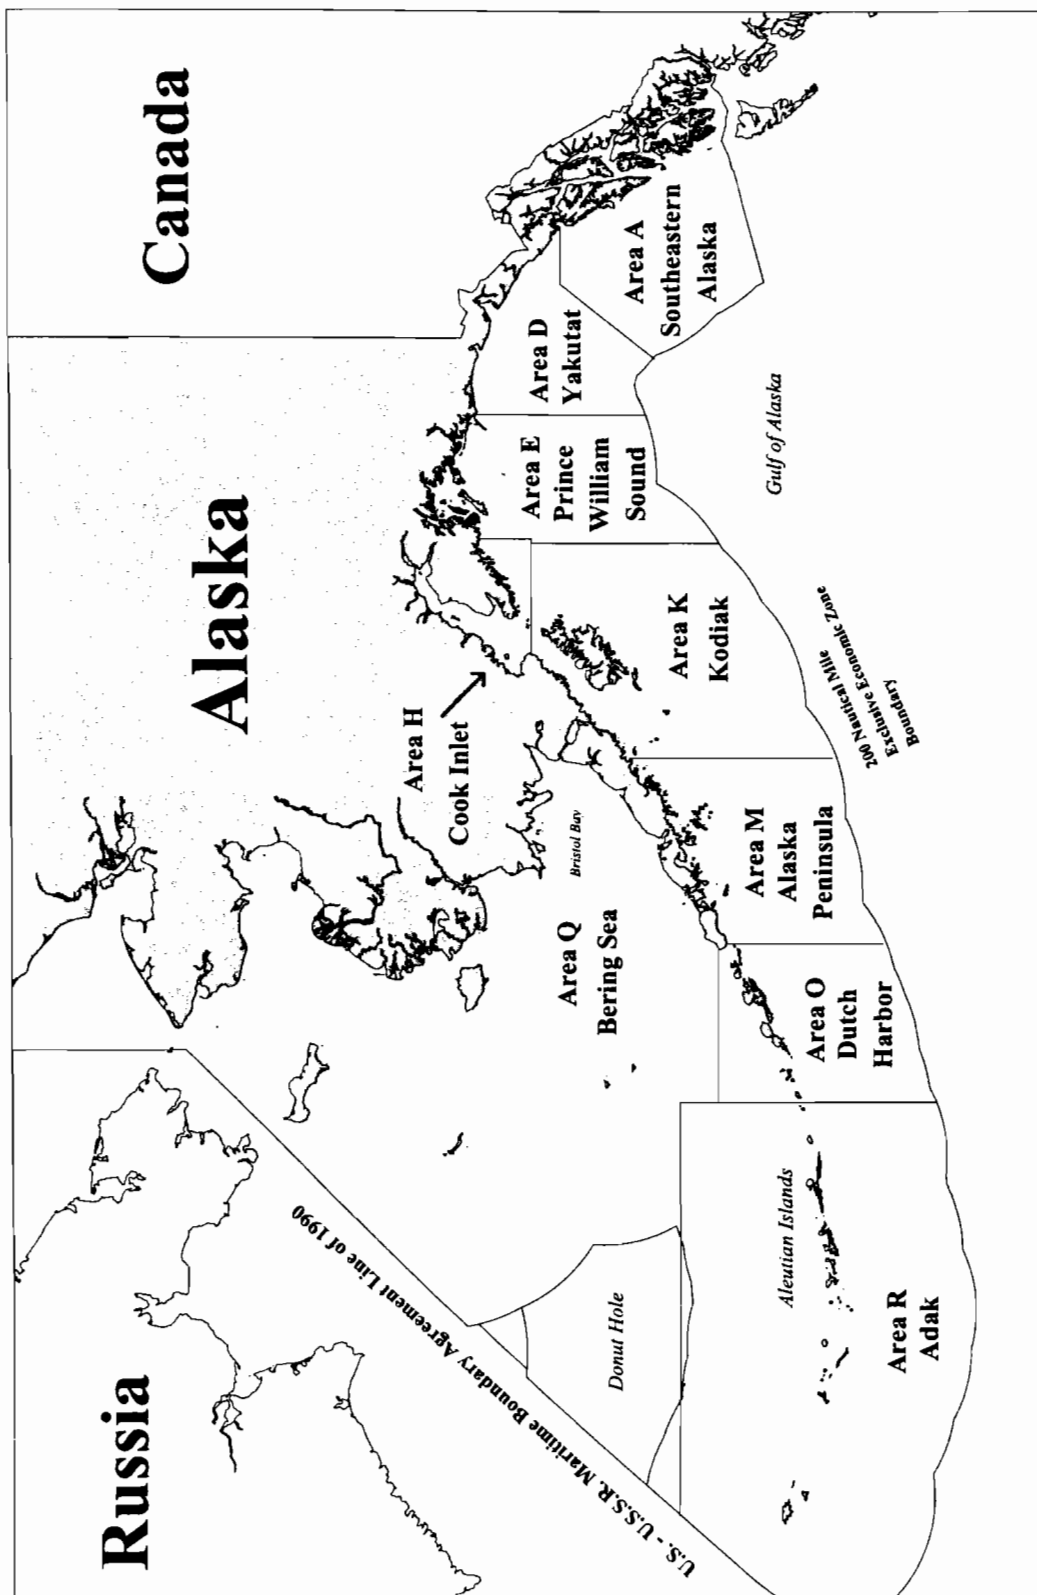 Russia
Alaska
Canada
U.S. - U.S.S.R. Maritime Boundary Agreement Line of 1990
Donut Hole
Area Q
Bering Sea
Bristol Bay
Area H
Cook Inlet
Aleutian Islands
Area R
Adak
Area O
Dutch
Harbor
Area M
Alaska
Peninsula
Area K
Kodiak
Area E
Prince
William
Sound
Area D
Yakutat
Area A
Southeastern
Alaska
Gulf of Alaska
200 Nautical Mile
Exclusive Economic Zone
Boundary